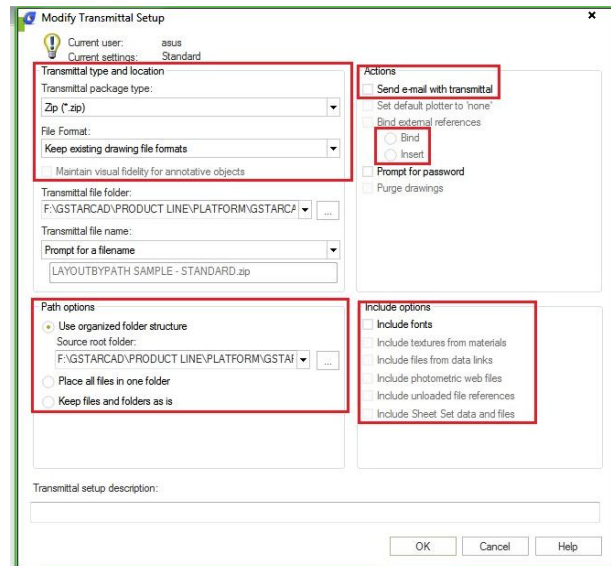 Modify Transmittal Setup
Current user: asus
Current settings: Standard
Transmittal type and location
Transmittal package type:
Zip (*.zip)
File Format:
Keep existing drawing file formats
Maintain visual fidelity for annotative objects
Transmittal file folder:
F:\GSTARCAD\PRODUCT LINE\PLATFORM\GSTARCA
...
Transmittal file name:
Prompt for a filename
LAYOUTBYPATH SAMPLE - STANDARD.zip
Actions
Send e-mail with transmittal
Set default plotter to 'none'
Bind external references
Bind
Insert
Prompt for password
Purge drawings
Path options
Use organized folder structure
Source root folder:
F:\GSTARCAD\PRODUCT LINE\PLATFORM\GSTAF
...
Place all files in one folder
Keep files and folders as is
Include options
Include fonts
Include textures from materials
Include files from data links
Include photometric web files
Include unloaded file references
Include Sheet Set data and files
Transmittal setup description:
OK
Cancel
Help